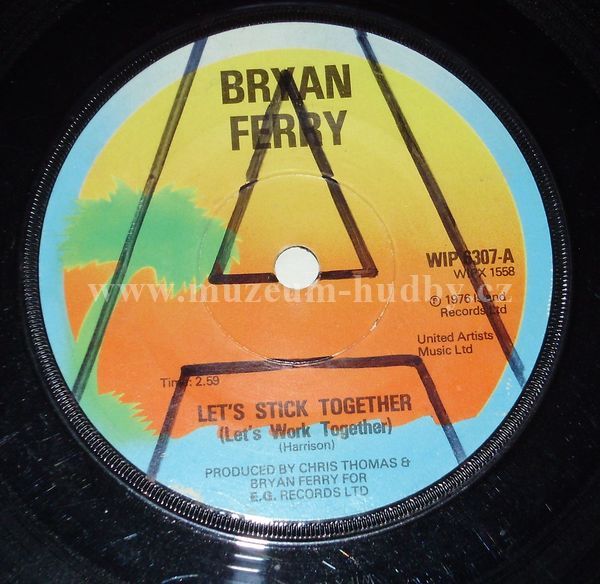 BRYAN
FERRY
WIP 6307-A
WIPX 1558
www.muzeum-hudby.cz
℗ 1976 Island
Records Ltd
United Artists
Music Ltd
Time: 2.59
LET'S STICK TOGETHER
(Let's Work Together)
(Harrison)
PRODUCED BY CHRIS THOMAS &
BRYAN FERRY FOR
E.G. RECORDS LTD
A